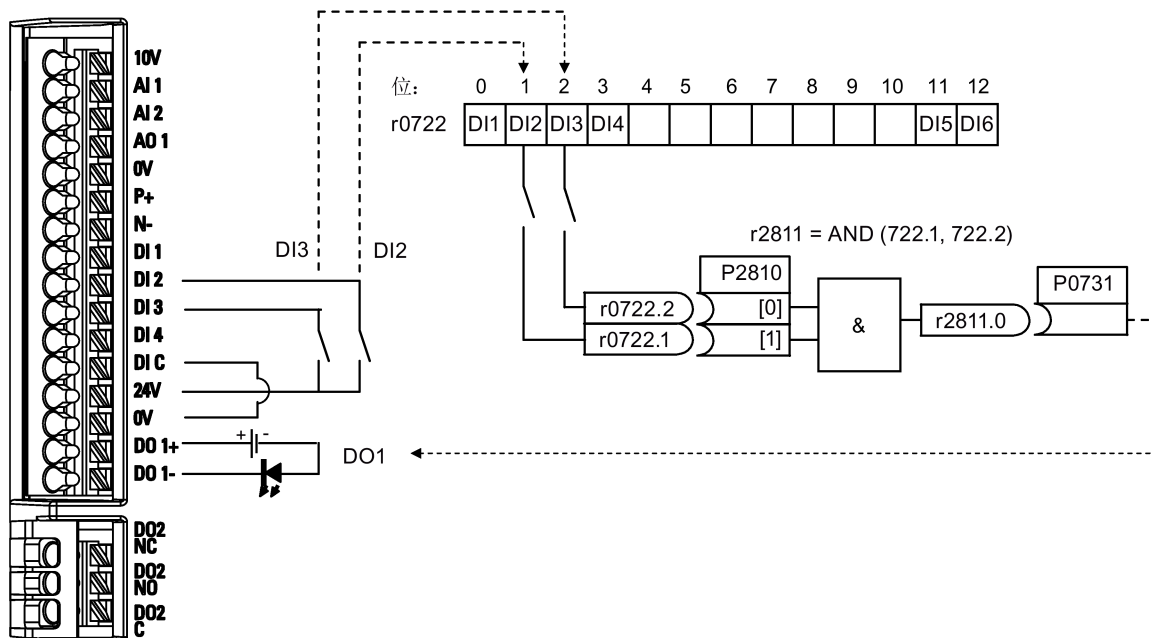 10V
AI 1
AI 2
AO 1
0V
P+
N-
DI 1
DI 2
DI 3
DI 4
DI C
24V
0V
DO 1+
DO 1-
DO2
NC
DO2
NO
DO2
C
DI3
DI2
+ -
DO1
位: 0 1 2 3 4 5 6 7 8 9 10 11 12
r0722 DI1 DI2 DI3 DI4 DI5 DI6
r2811 = AND (722.1, 722.2)
P2810
r0722.2 [0]
r0722.1 [1]
&
r2811.0
P0731